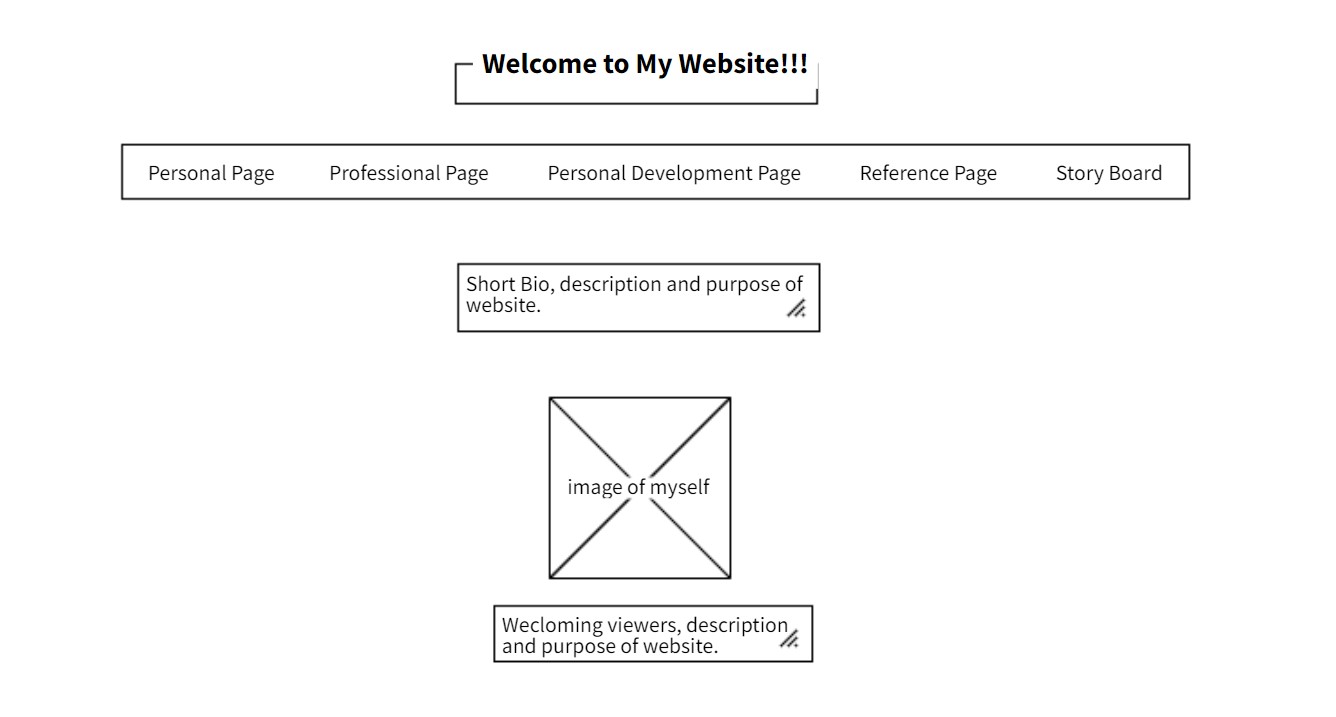 Welcome to My Website!!!
Personal Page Professional Page Personal Development Page Reference Page Story Board
Short Bio, description and purpose of
website.
image of myself
Wecloming viewers, description
and purpose of website.